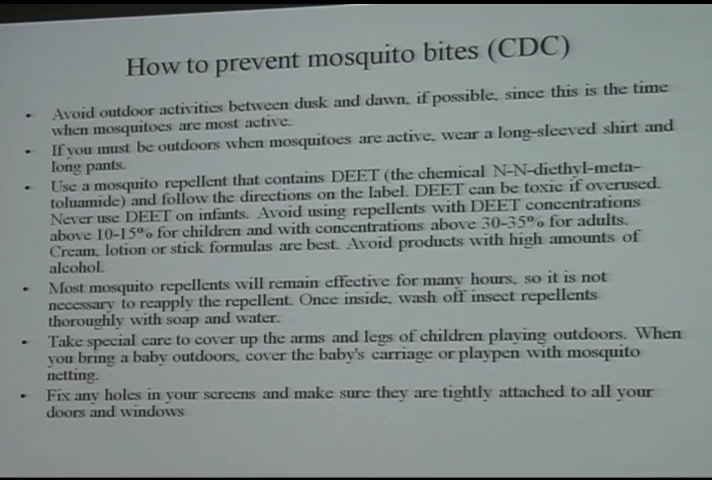 How to prevent mosquito bites (CDC)
• Avoid outdoor activities between dusk and dawn, if possible, since this is the time
when mosquitoes are most active.
• If you must be outdoors when mosquitoes are active, wear a long-sleeved shirt and
long pants.
• Use a mosquito repellent that contains DEET (the chemical N-N-diethyl-meta-
toluamide) and follow the directions on the label. DEET can be toxic if overused.
Never use DEET on infants. Avoid using repellents with DEET concentrations
above 10-15% for children and with concentrations above 30-35% for adults.
Cream, lotion or stick formulas are best. Avoid products with high amounts of
alcohol.
• Most mosquito repellents will remain effective for many hours, so it is not
necessary to reapply the repellent. Once inside, wash off insect repellents
thoroughly with soap and water.
• Take special care to cover up the arms and legs of children playing outdoors. When
you bring a baby outdoors, cover the baby's carriage or playpen with mosquito
netting.
• Fix any holes in your screens and make sure they are tightly attached to all your
doors and windows